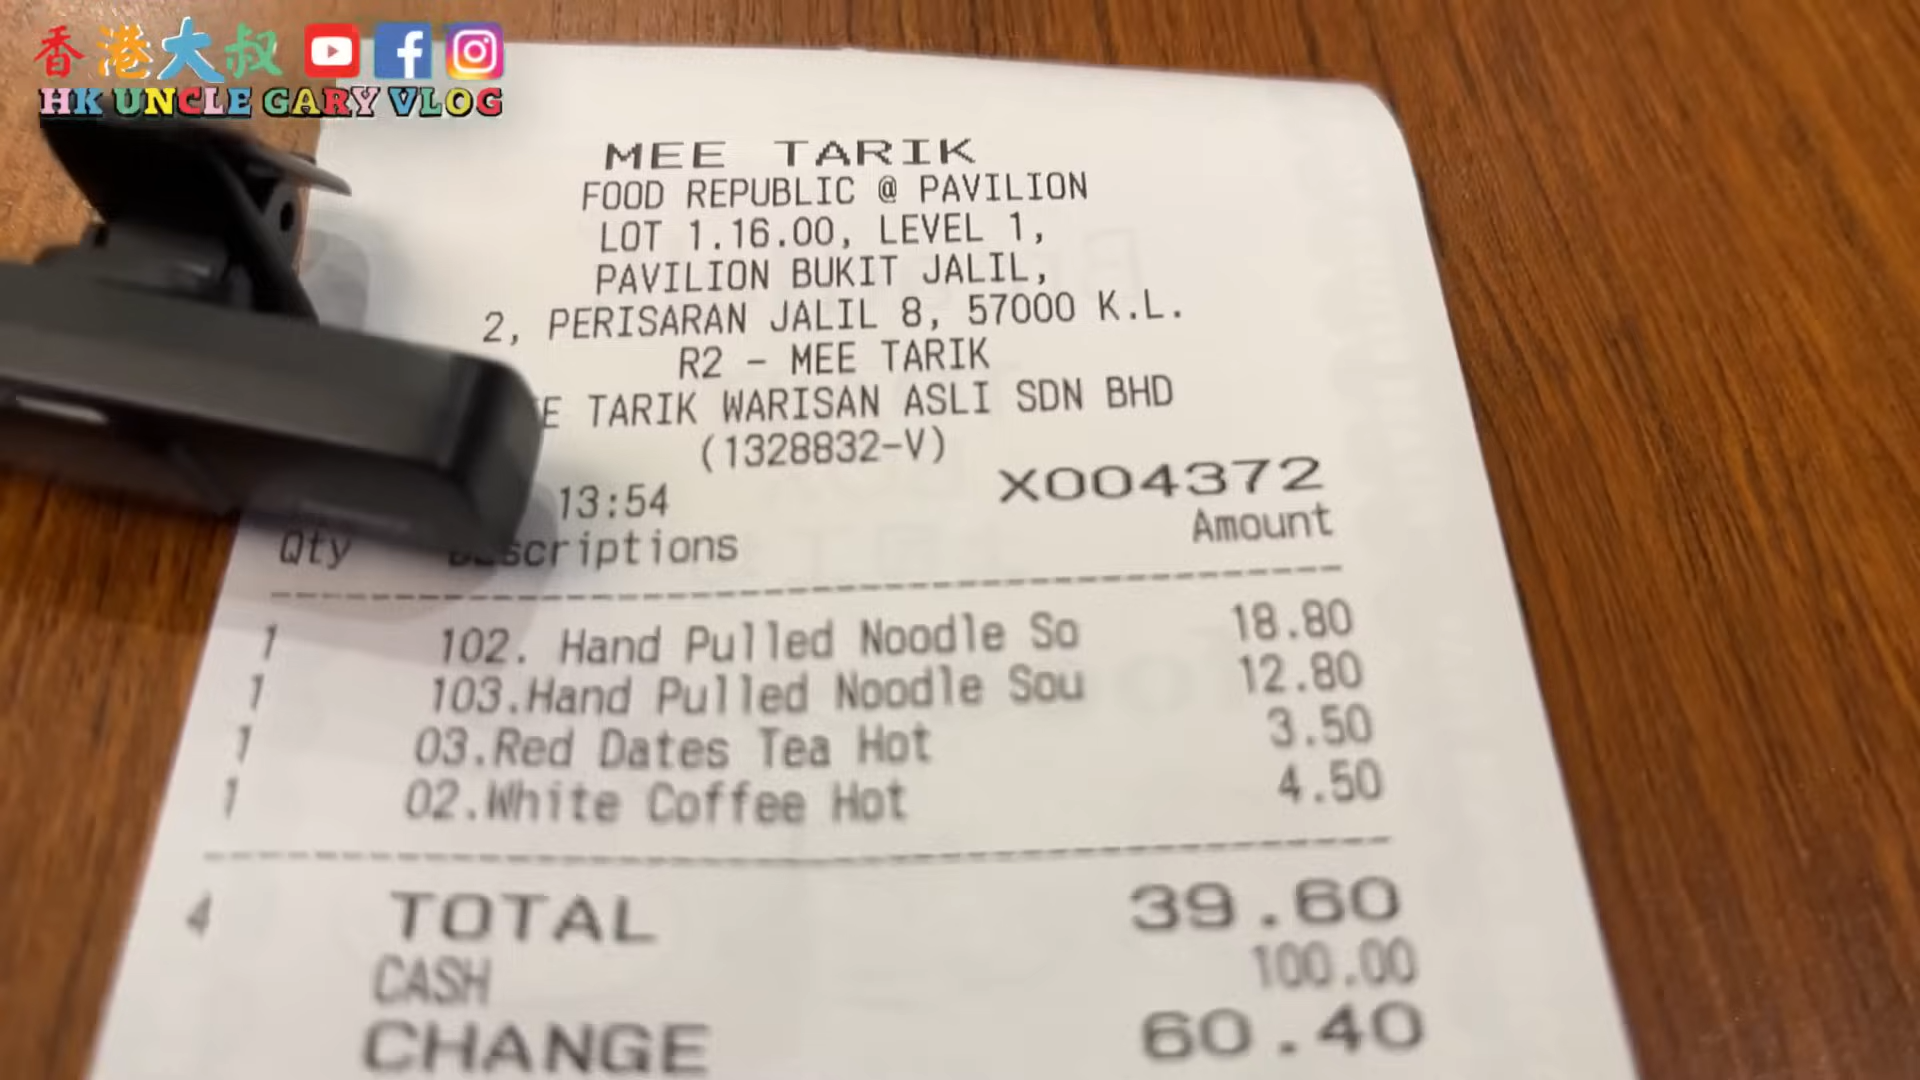 香港大叔
HK UNCLE GARY VLOG
MEE TARIK
FOOD REPUBLIC @ PAVILION
LOT 1.16.00, LEVEL 1,
PAVILION BUKIT JALIL,
2, PERISARAN JALIL 8, 57000 K.L.
R2 - MEE TARIK
E TARIK WARISAN ASLI SDN BHD
(1328832-V)
13:54 X004372
Qty Descriptions Amount
1 102. Hand Pulled Noodle So 18.80
1 103.Hand Pulled Noodle Sou 12.80
1 03.Red Dates Tea Hot 3.50
1 02.White Coffee Hot 4.50
4 TOTAL 39.60
CASH 100.00
CHANGE 60.40